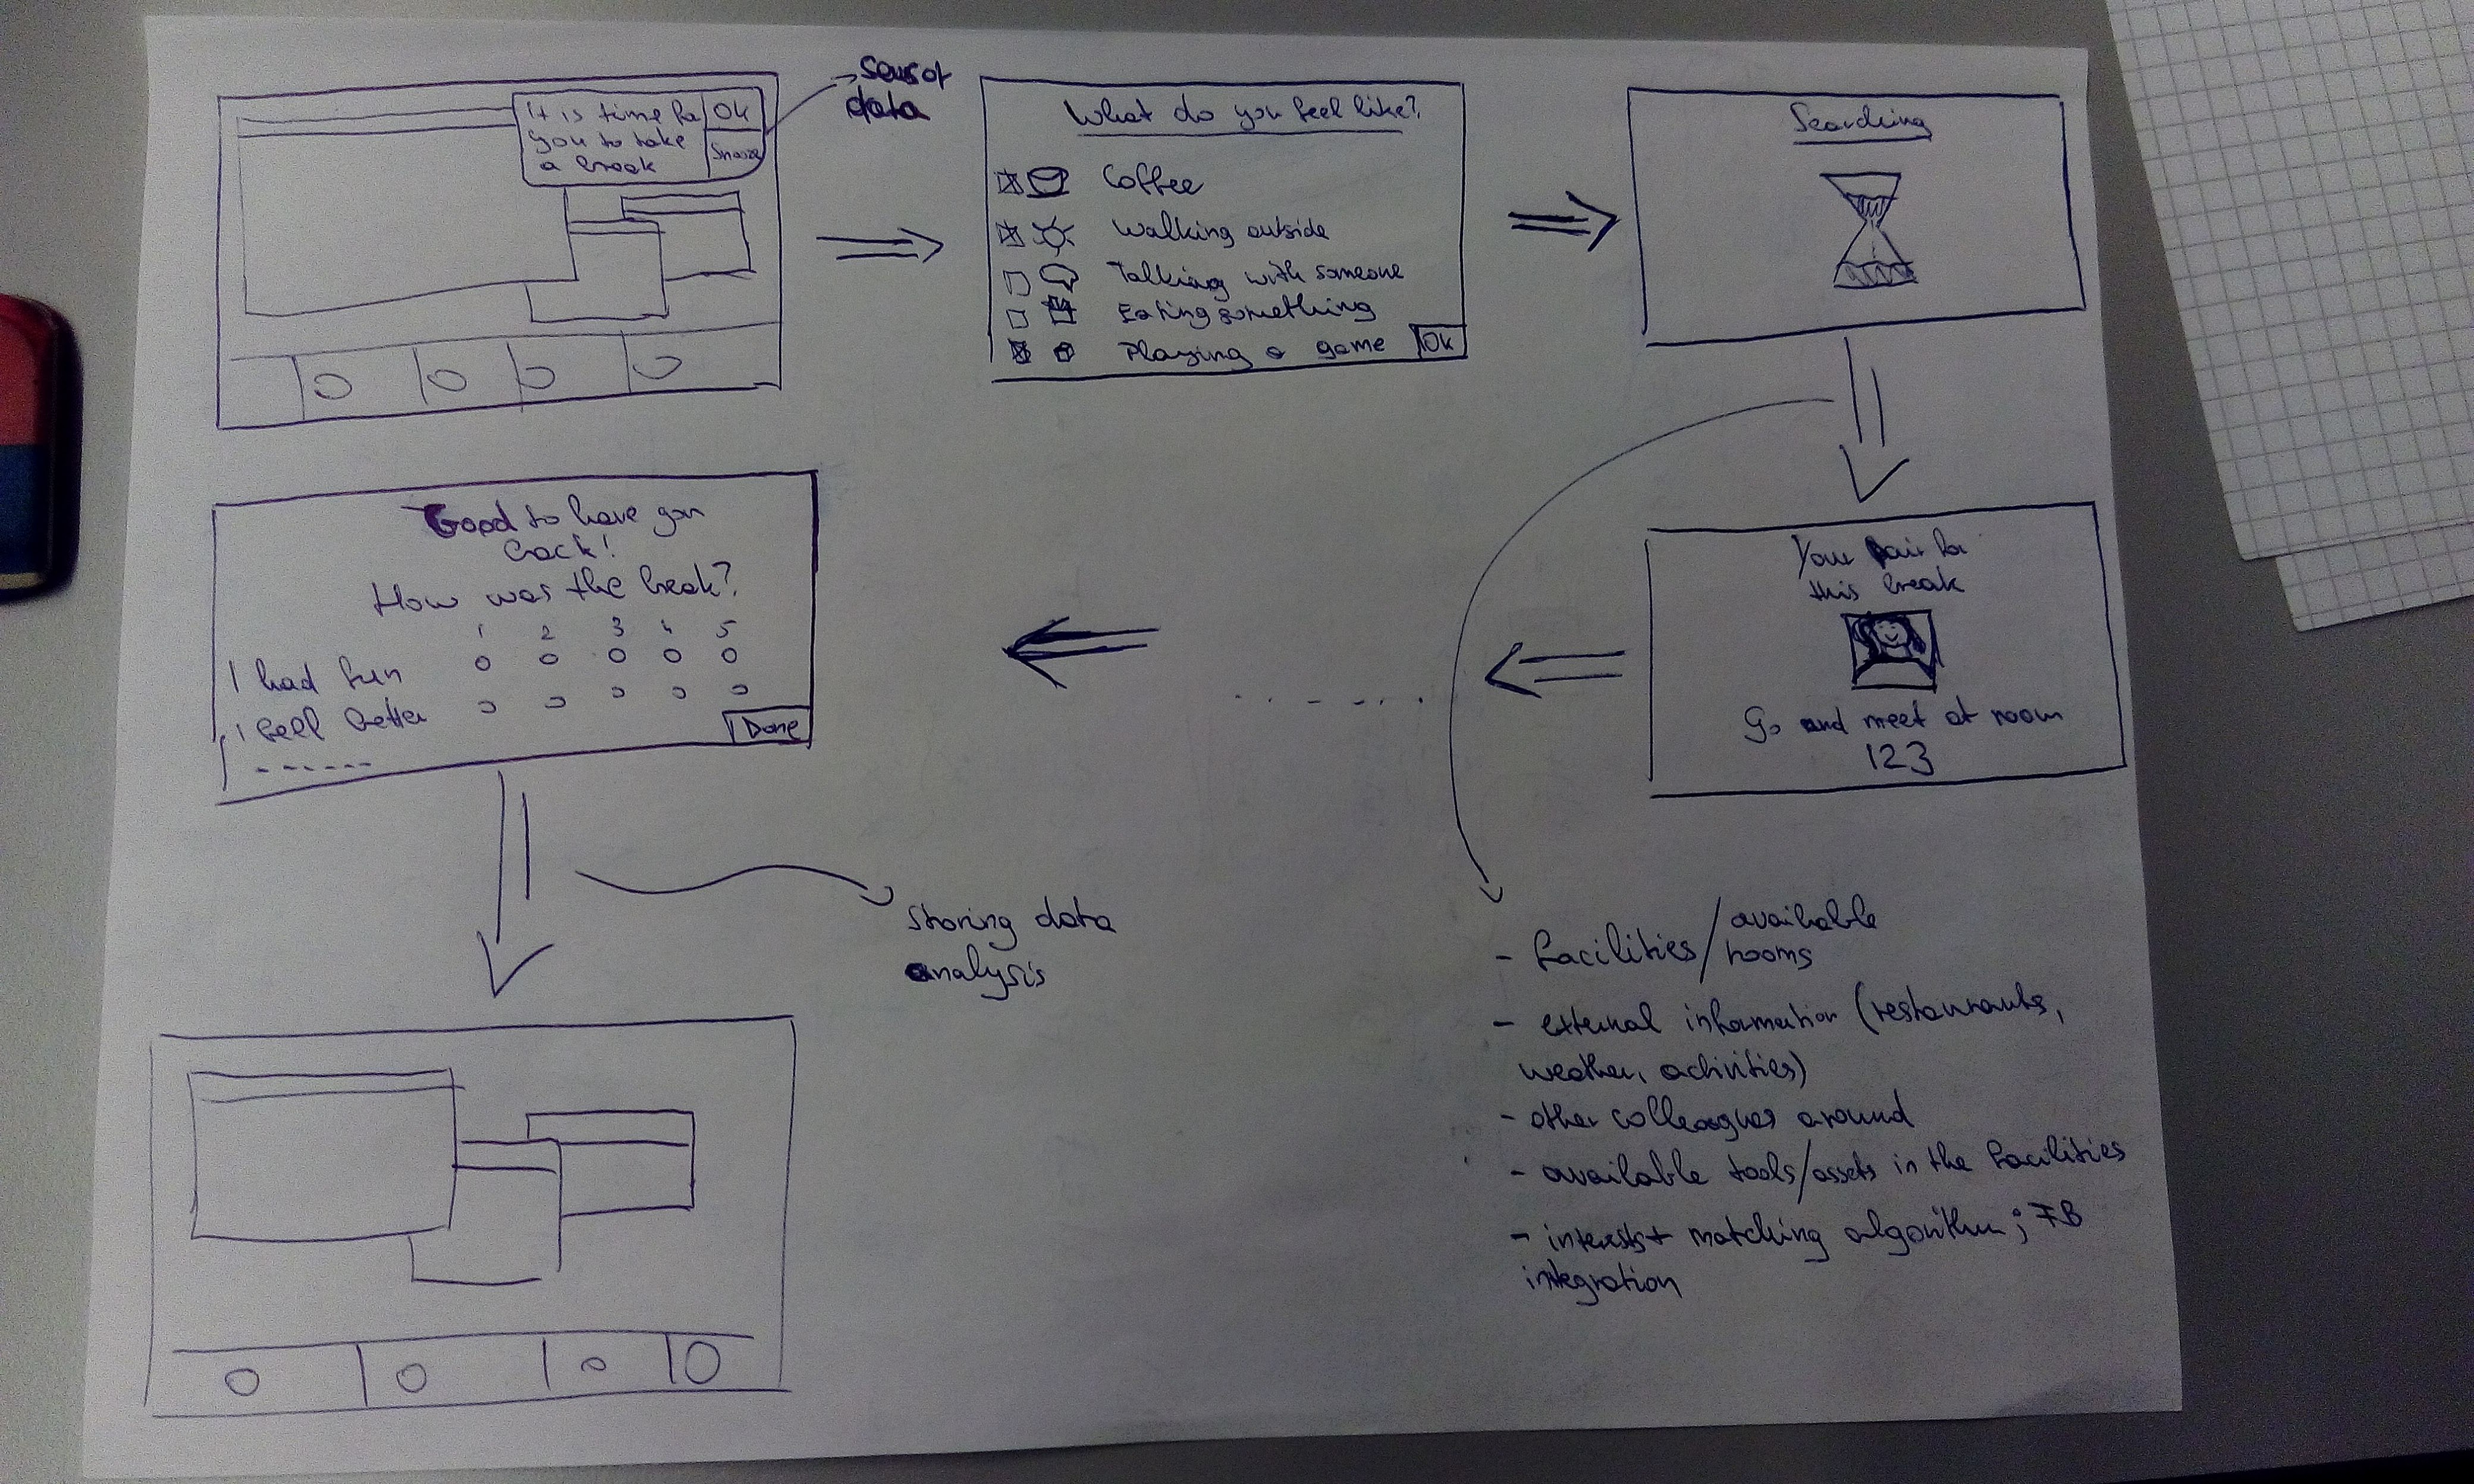 It is time for
you to take
a break
Ok
Snooze
sensor
data
What do you feel like?
Coffee
Walking outside
Talking with someone
Eating something
Playing a game
Ok
Searching
Your pair for
this break
Go and meet at room
123
Good to have you
back!
How was the break?
1 2 3 4 5
I had fun
I feel better
Done
Storing data
analysis
- facilities/available
rooms
- external information (restaurants,
weather, activities)
- other colleagues around
- available tools/assets in the facilities
- interests+ matching algorithm; FB
integration